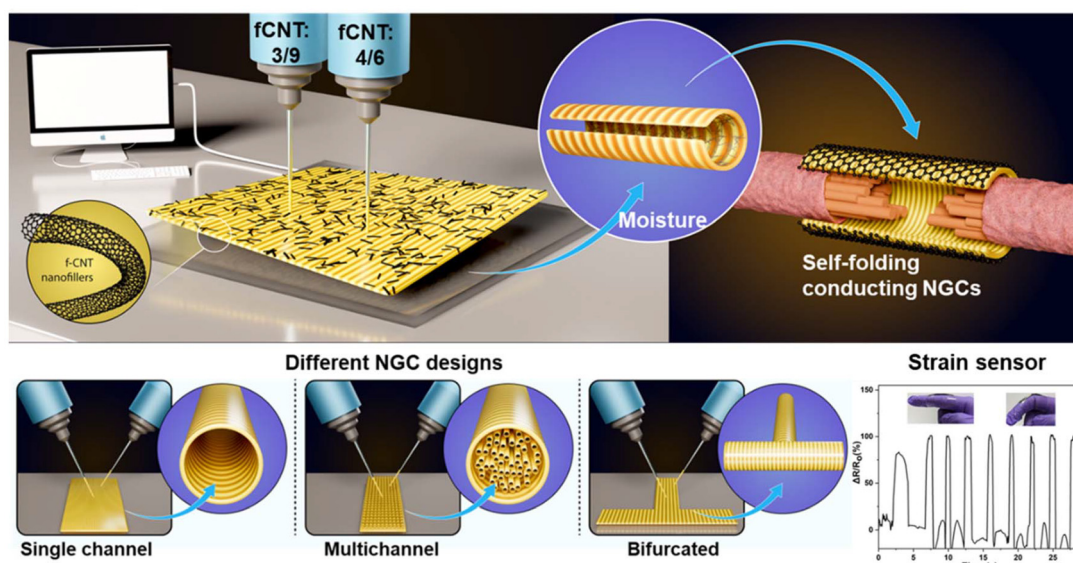 fCNT:
3/9
fCNT:
4/6
f-CNT
nanofillers
Moisture
Self-folding
conducting NGCs
Different NGC designs
Strain sensor
Single channel
Multichannel
Bifurcated
ΔR/R₀(%)
150
100
50
0
0
5
10
15
20
25